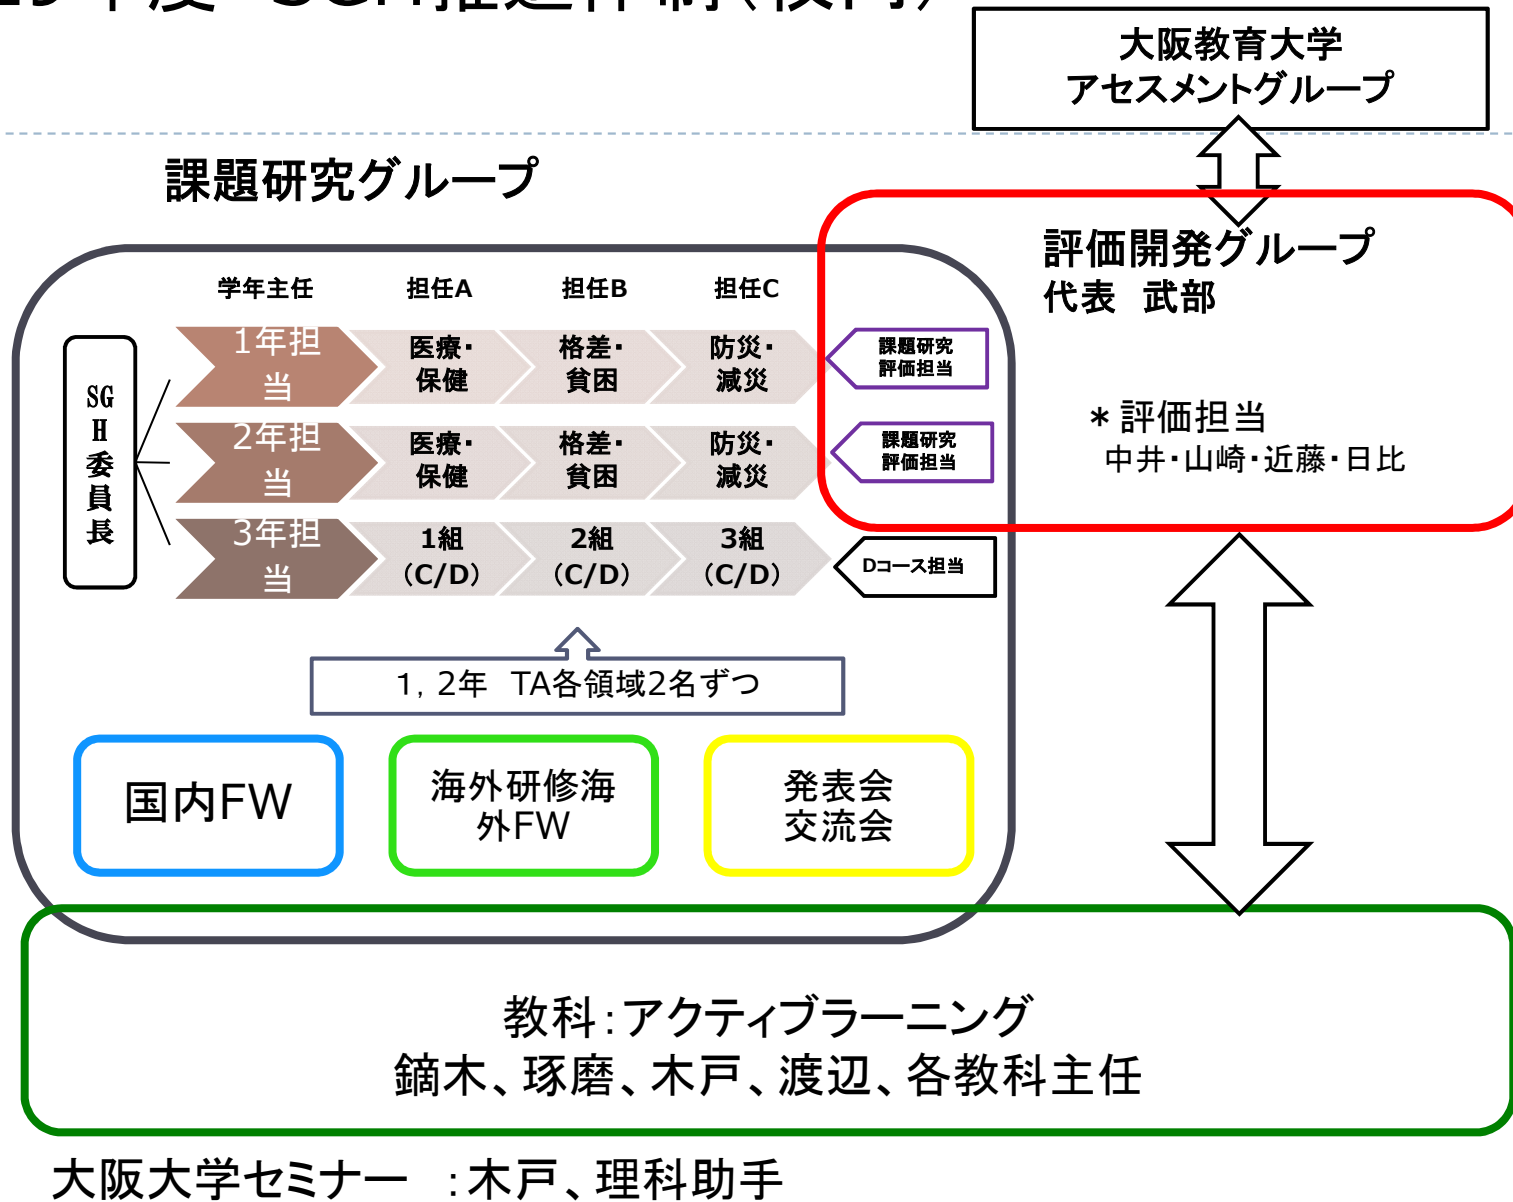 大阪教育大学
アセスメントグループ
課題研究グループ
評価開発グループ
代表　武部
＊評価担当
中井・山崎・近藤・日比
学年主任
担任A
担任B
担任C
SG
H
委
員
長
1年担
当
医療・
保健
格差・
貧困
防災・
減災
課題研究
評価担当
2年担
当
医療・
保健
格差・
貧困
防災・
減災
課題研究
評価担当
3年担
当
1組
（C/D）
2組
（C/D）
3組
（C/D）
Dコース担当
1，2年　TA各領域2名ずつ
国内FW
海外研修海
外FW
発表会
交流会
教科：アクティブラーニング
鏑木、琢磨、木戸、渡辺、各教科主任
大阪大学セミナー　：木戸、理科助手